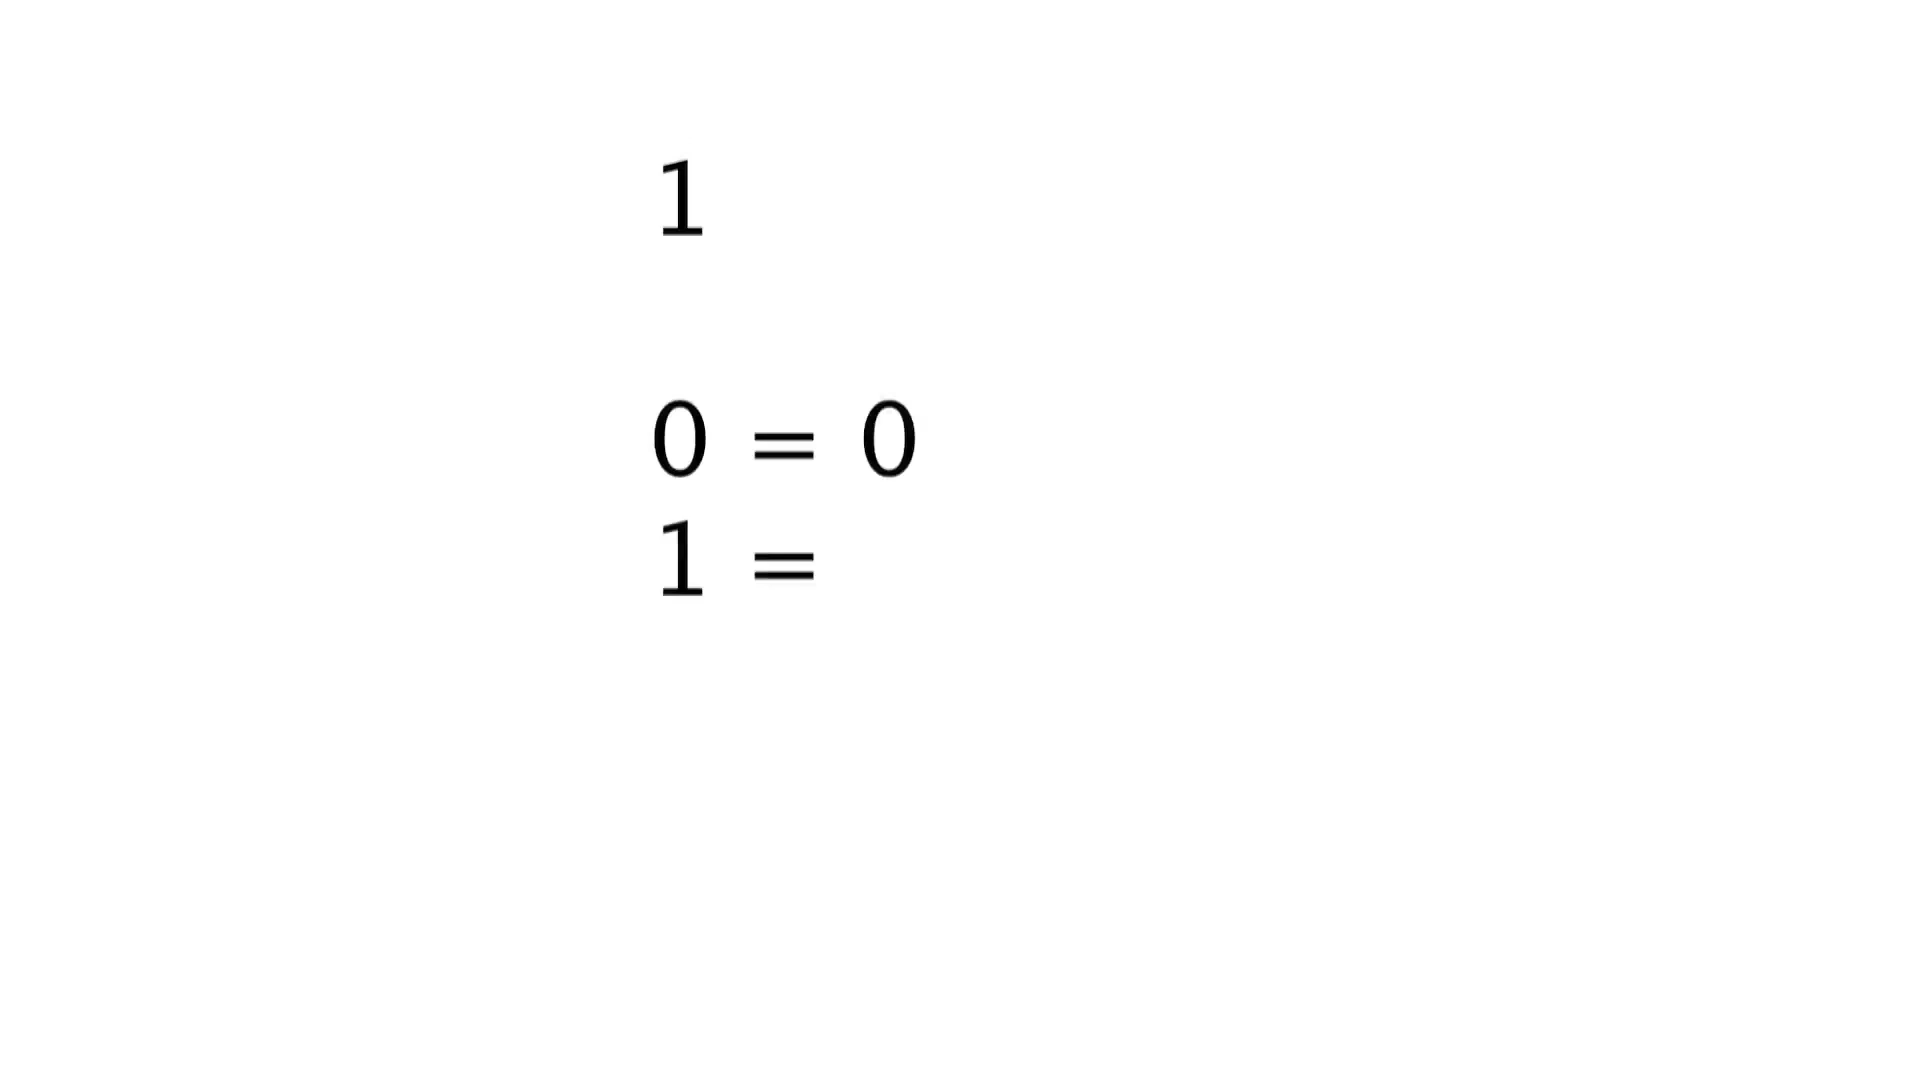 1
0 = 0
1 =